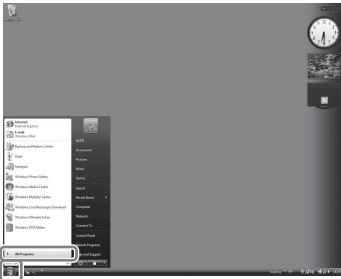 Internet
Internet Explorer
E-mail
Windows Mail
Backup and Restore Center
Paint
Notepad
Windows Photo Gallery
Windows Media Center
Windows Mobility Center
Windows Live Messenger Download
Windows Ultimate Extras
Windows DVD Maker
All Programs
Documents
Pictures
Music
Games
Search
Recent Items
Computer
Network
Connect To
Control Panel
Default Programs
Help and Support